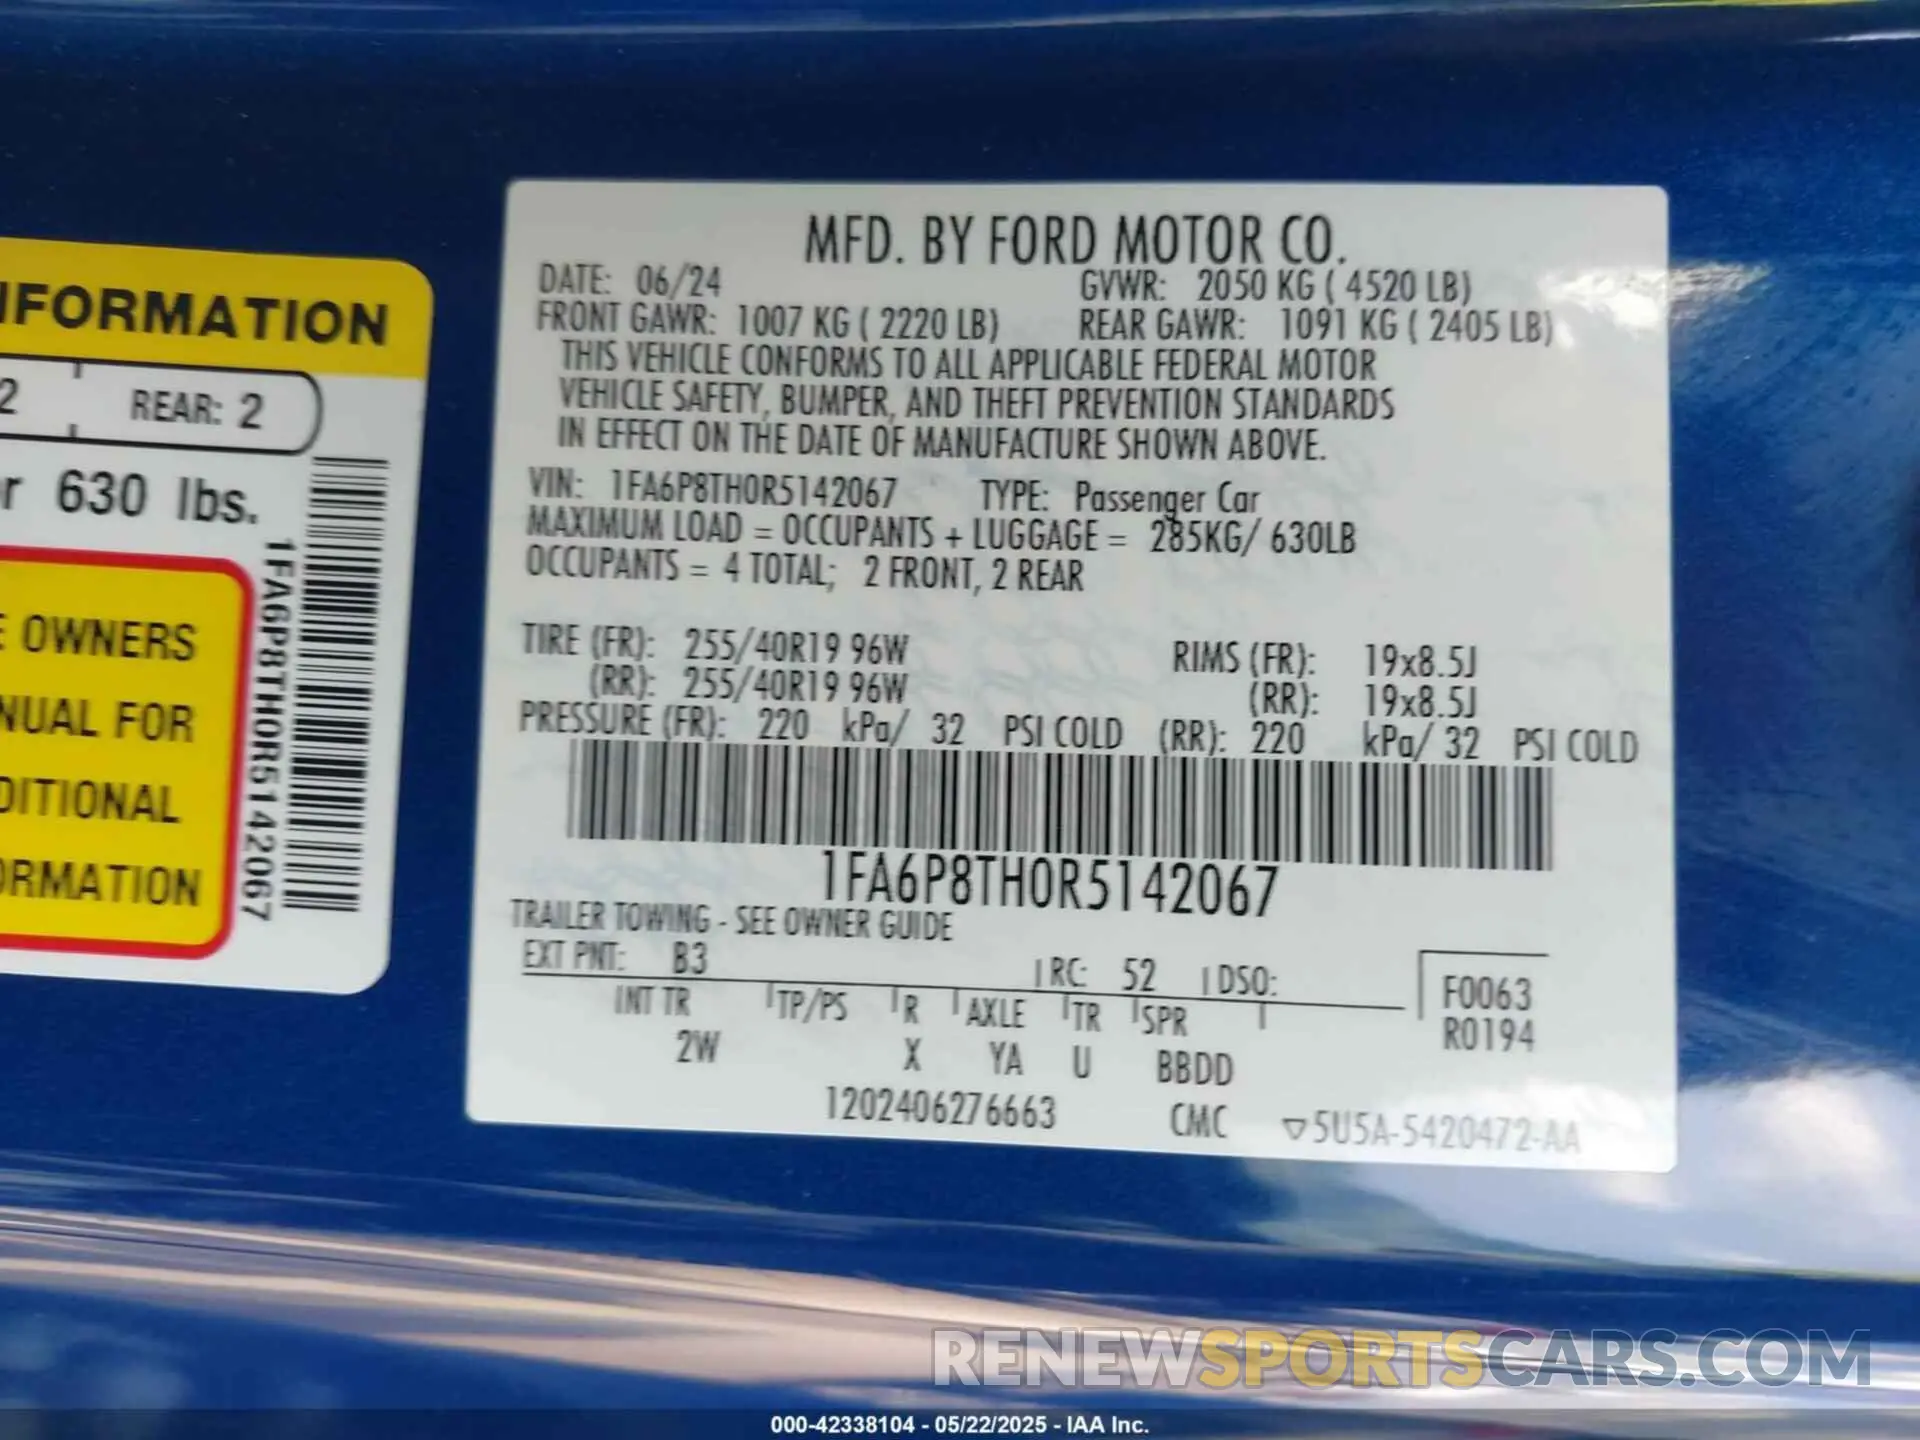 MFD. BY FORD MOTOR CO.
DATE: 06/24 GVWR: 2050 KG ( 4520 LB)
FRONT GAWR: 1007 KG ( 2220 LB) REAR GAWR: 1091 KG ( 2405 LB)
THIS VEHICLE CONFORMS TO ALL APPLICABLE FEDERAL MOTOR
VEHICLE SAFETY, BUMPER, AND THEFT PREVENTION STANDARDS
IN EFFECT ON THE DATE OF MANUFACTURE SHOWN ABOVE.
VIN: 1FA6P8TH0R5142067 TYPE: Passenger Car
MAXIMUM LOAD = OCCUPANTS + LUGGAGE = 285KG/ 630LB
OCCUPANTS = 4 TOTAL; 2 FRONT, 2 REAR
TIRE (FR): 255/40R19 96W RIMS (FR): 19x8.5J
(RR): 255/40R19 96W (RR): 19x8.5J
PRESSURE (FR): 220 kPa/ 32 PSI COLD (RR): 220 kPa/ 32 PSI COLD
1FA6P8TH0R5142067
TRAILER TOWING - SEE OWNER GUIDE
EXT PNT: B3 RC: 52 DSO:
INT TR TP/PS R AXLE TR SPR
2W X YA U BBDD
F0063
R0194
1202406276663 CMC ▽5U5A-5420472-AA
NFORMATION
2 REAR: 2
r 630 lbs.
1FA6P8TH0R5142067
E OWNERS
NUAL FOR
DITIONAL
ORMATION
RENEWSPORTSCARS.COM
000-42338104 - 05/22/2025 - IAA Inc.